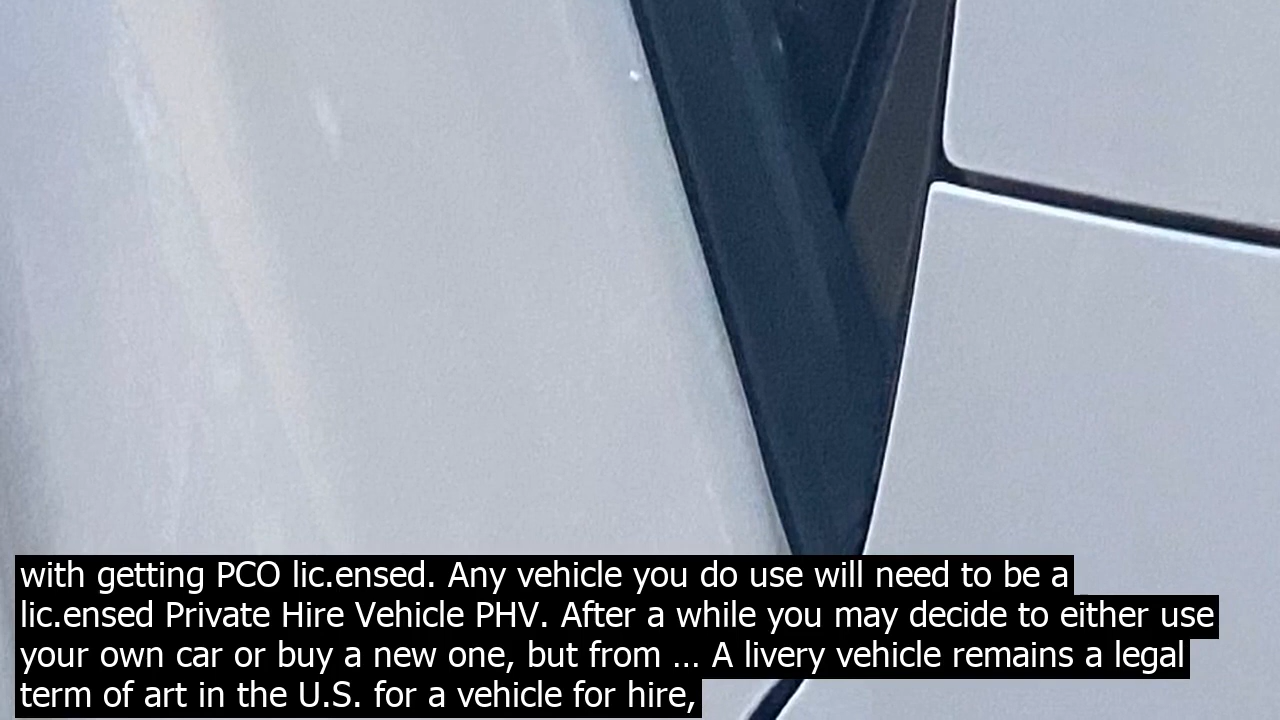 with getting PCO lic.ensed. Any vehicle you do use will need to be a
lic.ensed Private Hire Vehicle PHV. After a while you may decide to either use
your own car or buy a new one, but from ... A livery vehicle remains a legal
term of art in the U.S. for a vehicle for hire,